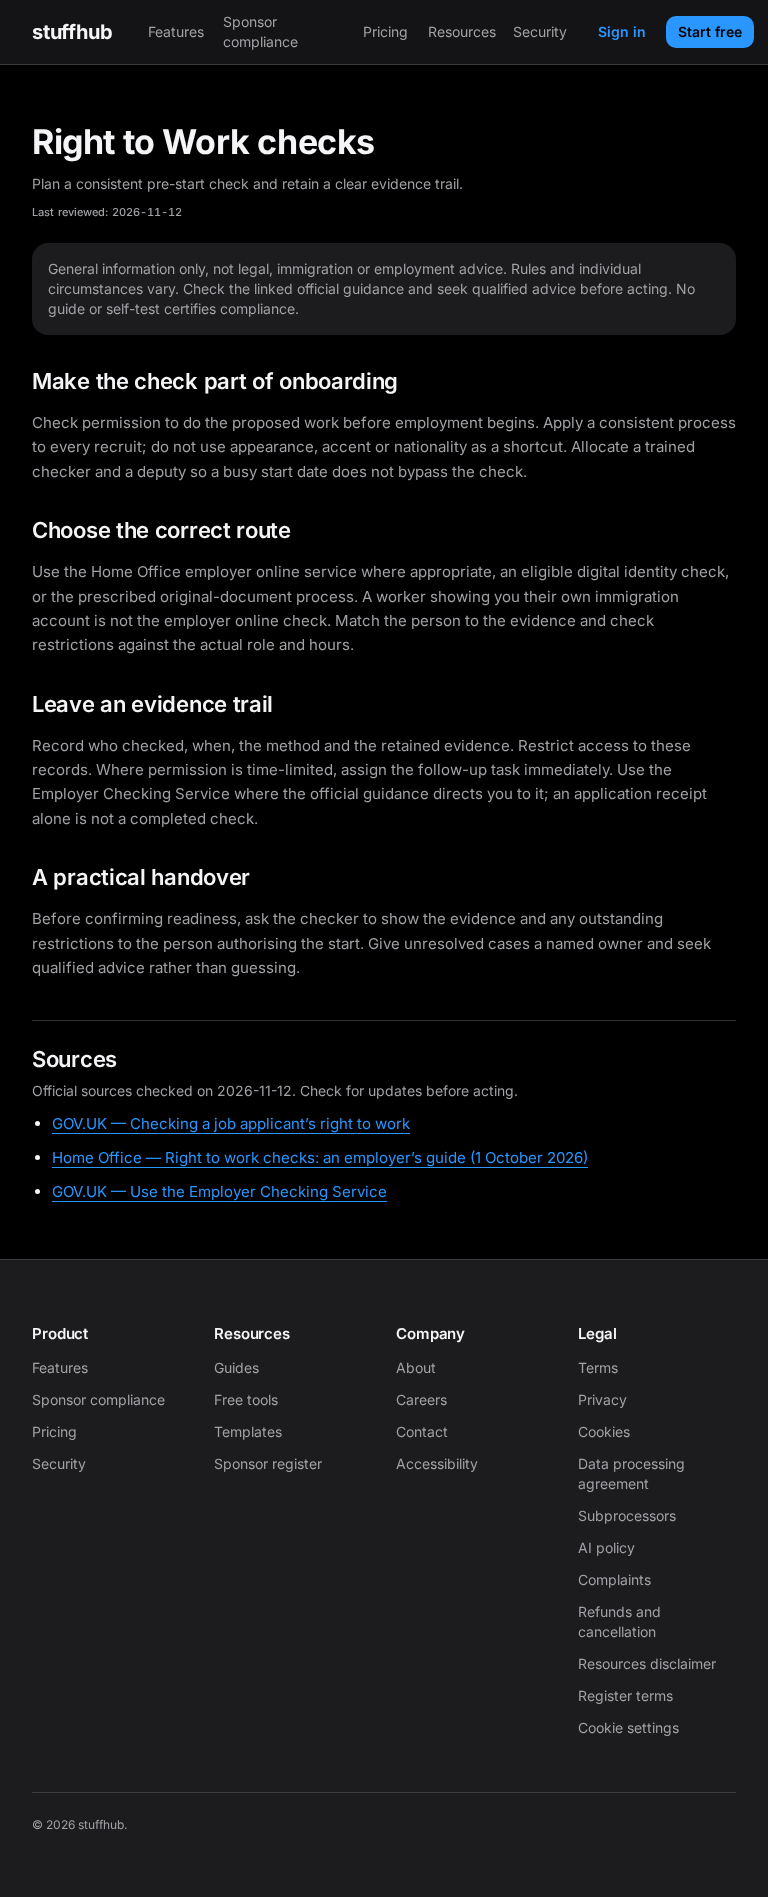 stuffhub
Features
Sponsor
compliance
Pricing
Resources
Security
Sign in
Start free
Right to Work checks
Plan a consistent pre-start check and retain a clear evidence trail.
Last reviewed: 2026-11-12
General information only, not legal, immigration or employment advice. Rules and individual
circumstances vary. Check the linked official guidance and seek qualified advice before acting. No
guide or self-test certifies compliance.
Make the check part of onboarding
Check permission to do the proposed work before employment begins. Apply a consistent process
to every recruit; do not use appearance, accent or nationality as a shortcut. Allocate a trained
checker and a deputy so a busy start date does not bypass the check.
Choose the correct route
Use the Home Office employer online service where appropriate, an eligible digital identity check,
or the prescribed original-document process. A worker showing you their own immigration
account is not the employer online check. Match the person to the evidence and check
restrictions against the actual role and hours.
Leave an evidence trail
Record who checked, when, the method and the retained evidence. Restrict access to these
records. Where permission is time-limited, assign the follow-up task immediately. Use the
Employer Checking Service where the official guidance directs you to it; an application receipt
alone is not a completed check.
A practical handover
Before confirming readiness, ask the checker to show the evidence and any outstanding
restrictions to the person authorising the start. Give unresolved cases a named owner and seek
qualified advice rather than guessing.
Sources
Official sources checked on 2026-11-12. Check for updates before acting.
GOV.UK — Checking a job applicant’s right to work
Home Office — Right to work checks: an employer’s guide (1 October 2026)
GOV.UK — Use the Employer Checking Service
Product
Features
Sponsor compliance
Pricing
Security
Resources
Guides
Free tools
Templates
Sponsor register
Company
About
Careers
Contact
Accessibility
Legal
Terms
Privacy
Cookies
Data processing
agreement
Subprocessors
AI policy
Complaints
Refunds and
cancellation
Resources disclaimer
Register terms
Cookie settings
© 2026 stuffhub.